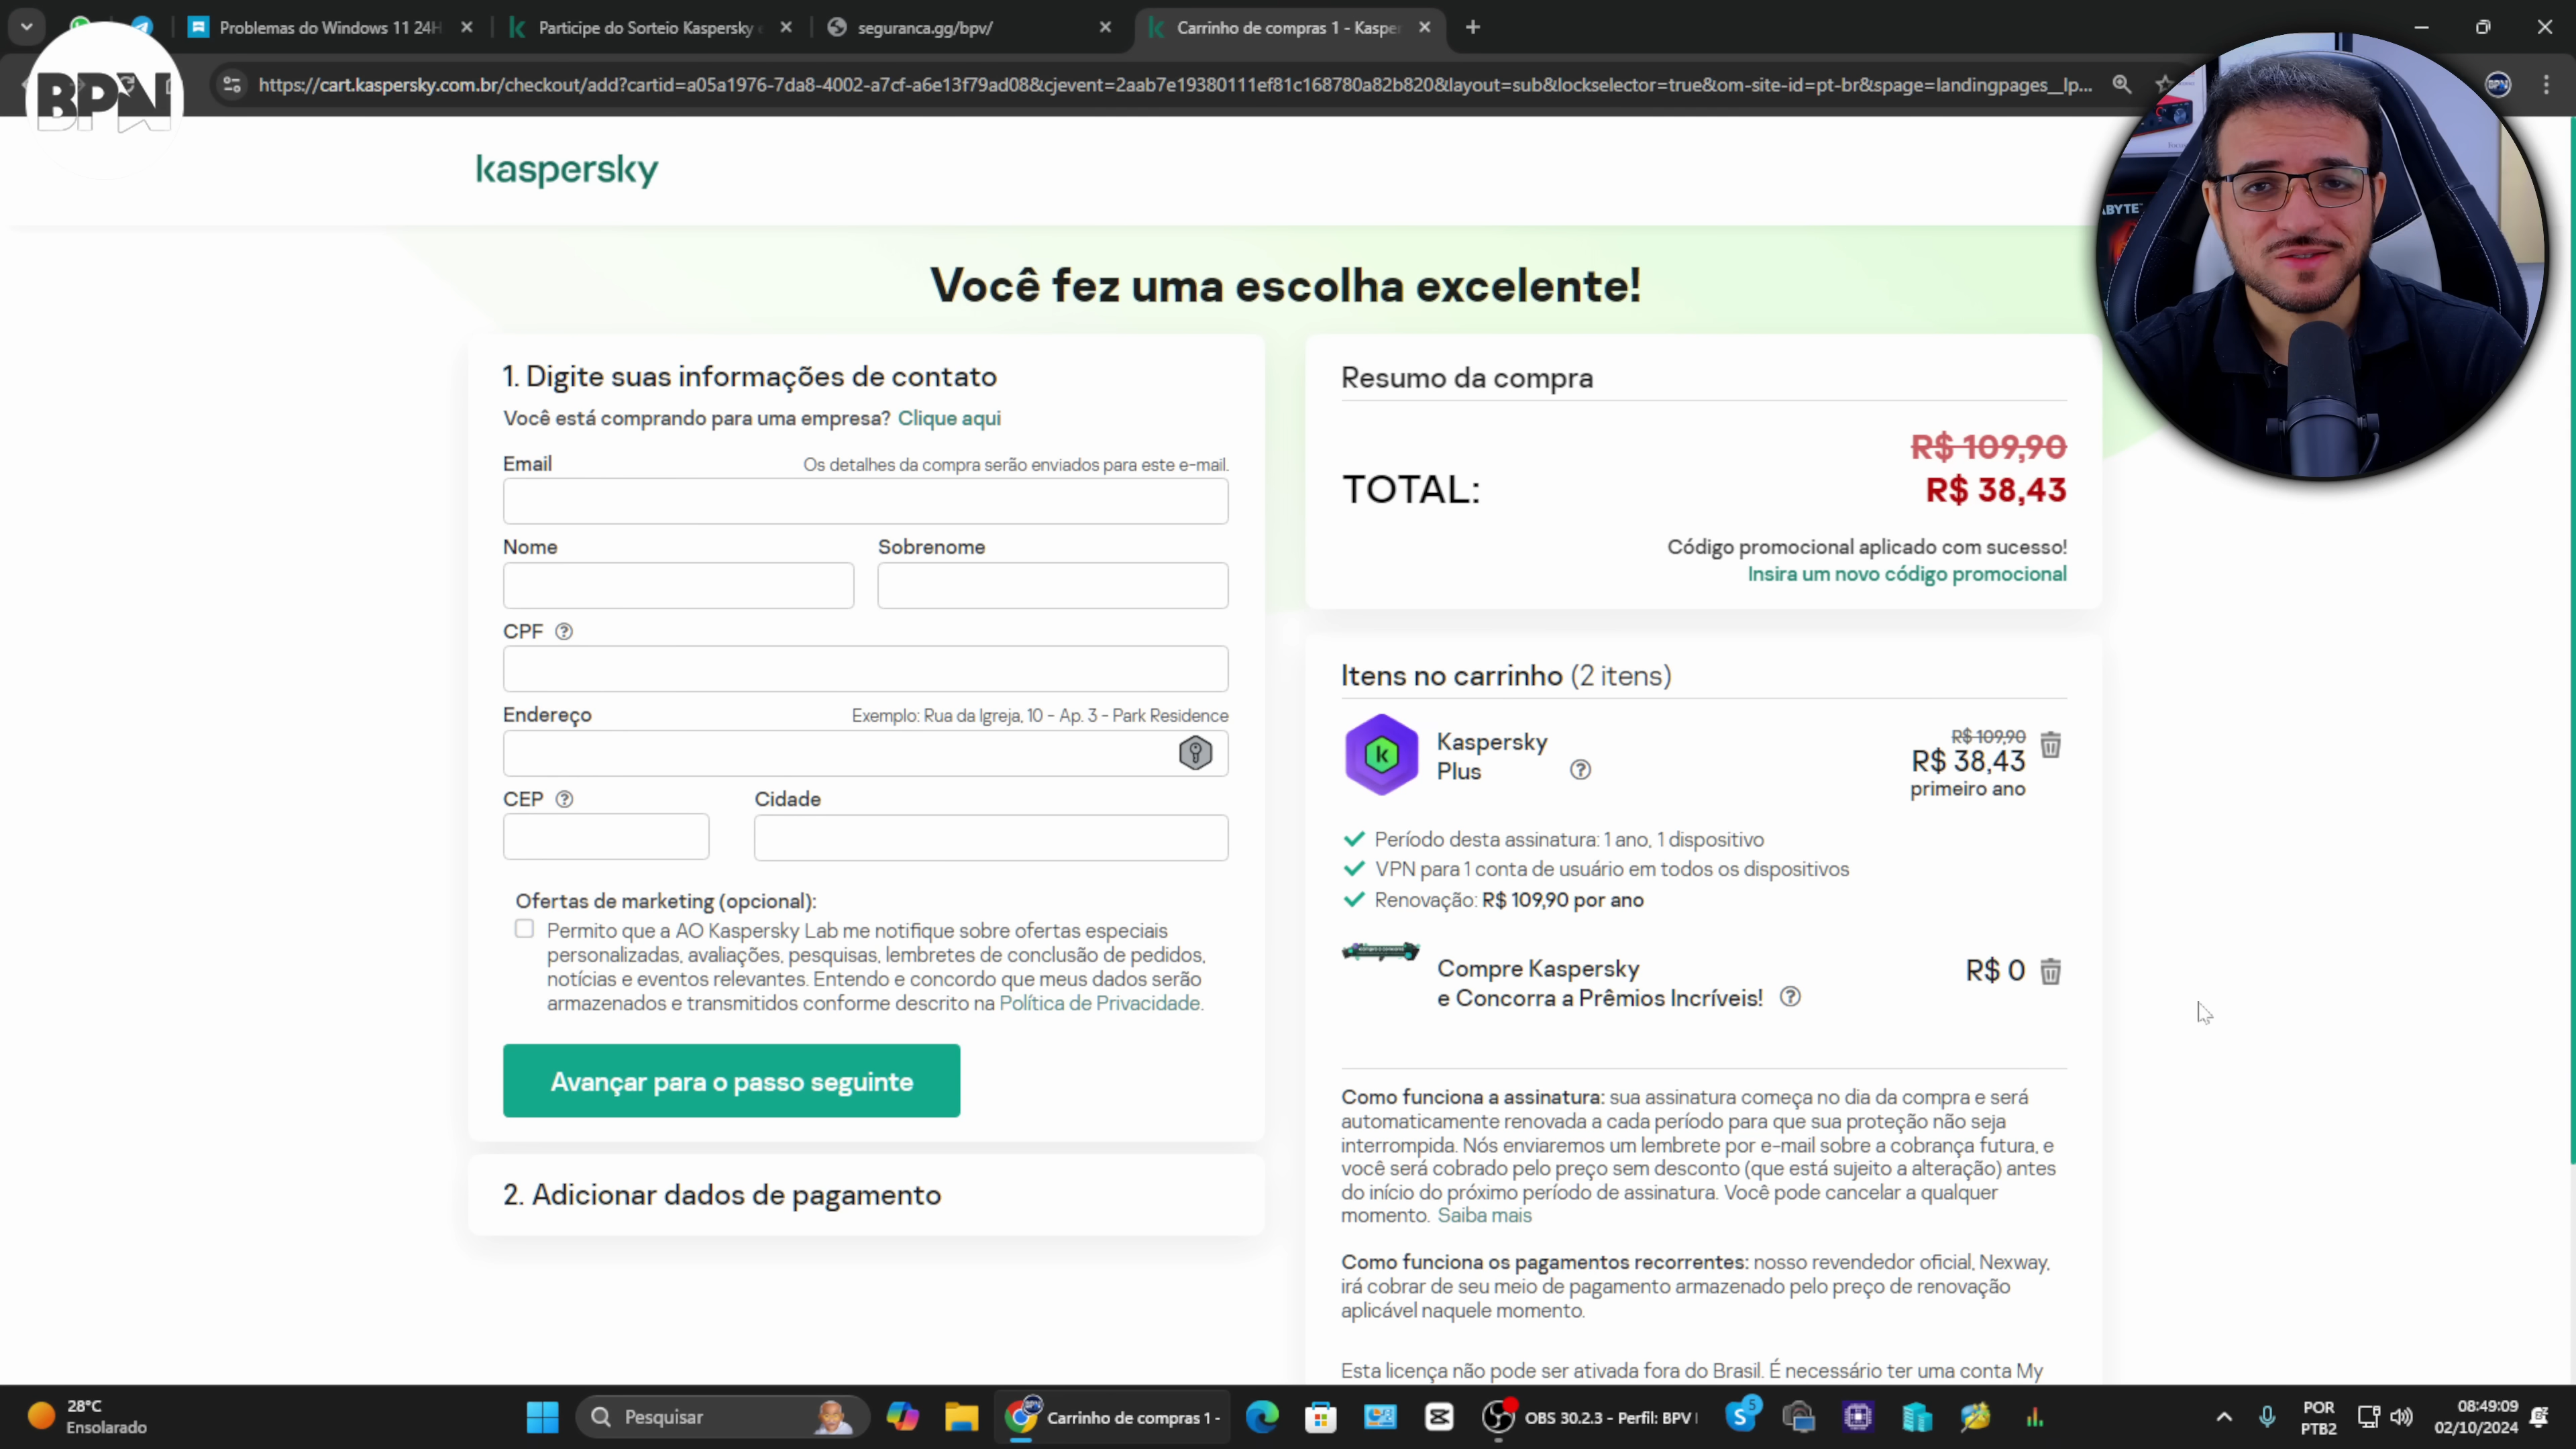 Problemas do Windows 11 24H
Participe do Sorteio Kaspersky
seguranca.gg/bpv/
Carrinho de compras 1 - Kasper
BPV
https://cart.kaspersky.com.br/checkout/add?cartid=a05a1976-7da8-4002-a7cf-a6e13f79ad08&cjevent=2aab7e19380111ef81c168780a82b820&layout=sub&lockselector=true&om-site-id=pt-br&spage=landingpages__lp...
kaspersky
Você fez uma escolha excelente!
1. Digite suas informações de contato
Você está comprando para uma empresa? Clique aqui
Email Os detalhes da compra serão enviados para este e-mail.
Nome Sobrenome
CPF
Endereço Exemplo: Rua da Igreja, 10 - Ap. 3 - Park Residence
CEP Cidade
Ofertas de marketing (opcional):
Permito que a AO Kaspersky Lab me notifique sobre ofertas especiais
personalizadas, avaliações, pesquisas, lembretes de conclusão de pedidos,
notícias e eventos relevantes. Entendo e concordo que meus dados serão
armazenados e transmitidos conforme descrito na Política de Privacidade.
Avançar para o passo seguinte
2. Adicionar dados de pagamento
Resumo da compra
R$ 109,90
TOTAL: R$ 38,43
Código promocional aplicado com sucesso!
Insira um novo código promocional
Itens no carrinho (2 itens)
Kaspersky
Plus
R$ 109,90
R$ 38,43
primeiro ano
Período desta assinatura: 1 ano, 1 dispositivo
VPN para 1 conta de usuário em todos os dispositivos
Renovação: R$ 109,90 por ano
Compre Kaspersky
e Concorra a Prêmios Incríveis!
R$ 0
Como funciona a assinatura: sua assinatura começa no dia da compra e será
automaticamente renovada a cada período para que sua proteção não seja
interrompida. Nós enviaremos um lembrete por e-mail sobre a cobrança futura, e
você será cobrado pelo preço sem desconto (que está sujeito a alteração) antes
do início do próximo período de assinatura. Você pode cancelar a qualquer
momento. Saiba mais
Como funciona os pagamentos recorrentes: nosso revendedor oficial, Nexway,
irá cobrar de seu meio de pagamento armazenado pelo preço de renovação
aplicável naquele momento.
Esta licença não pode ser ativada fora do Brasil. É necessário ter uma conta My
28°C
Ensolarado
Pesquisar
Carrinho de compras 1 -
OBS 30.2.3 - Perfil: BPV
5
POR
PTB2
08:49:09
02/10/2024